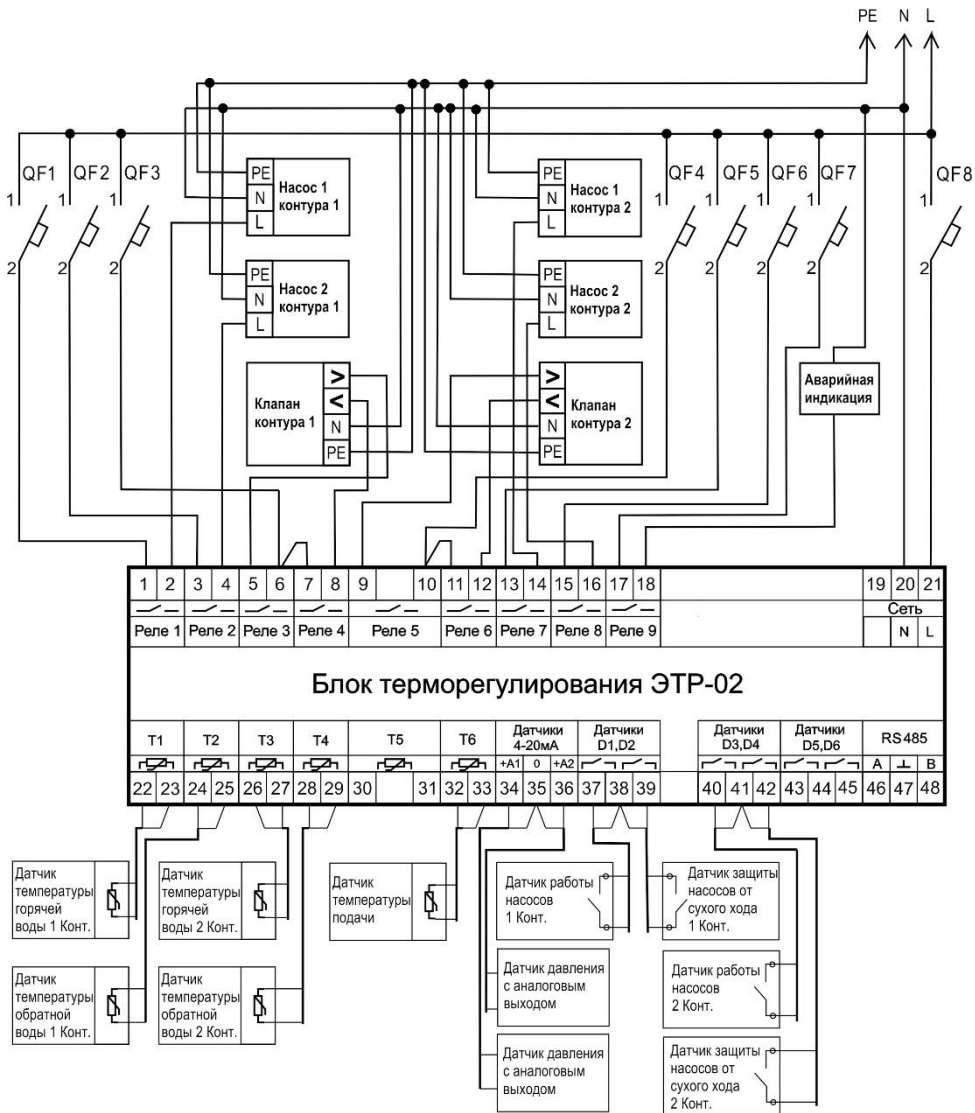 PE N L
QF1 QF2 QF3 QF4 QF5 QF6 QF7 QF8
1 1 1 1 1 1 1 1
2 2 2 2 2 2 2 2
PE
N
L
Насос 1
контура 1
PE
N
L
Насос 1
контура 2
PE
N
L
Насос 2
контура 1
PE
N
L
Насос 2
контура 2
Клапан
контура 1
>
<
N
PE
>
<
N
PE
Клапан
контура 2
Аварийная
индикация
1 2 3 4 5 6 7 8 9 10 11 12 13 14 15 16 17 18 19 20 21
Сеть
Реле 1 Реле 2 Реле 3 Реле 4 Реле 5 Реле 6 Реле 7 Реле 8 Реле 9 N L
Блок терморегулирования ЭТР-02
T1 T2 T3 T4 T5 T6
Датчики
4-20мА
Датчики
D1,D2
Датчики
D3,D4
Датчики
D5,D6
RS485
+A1 0 +A2 A ⊥ B
22 23 24 25 26 27 28 29 30 31 32 33 34 35 36 37 38 39 40 41 42 43 44 45 46 47 48
Датчик
температуры
горячей
воды 1 Конт.
Датчик
температуры
горячей
воды 2 Конт.
Датчик
температуры
подачи
Датчик работы
насосов
1 Конт.
Датчик защиты
насосов от
сухого хода
1 Конт.
Датчик
температуры
обратной
воды 1 Конт.
Датчик
температуры
обратной
воды 2 Конт.
Датчик давления
с аналоговым
выходом
Датчик работы
насосов
2 Конт.
Датчик давления
с аналоговым
выходом
Датчик защиты
насосов от
сухого хода
2 Конт.